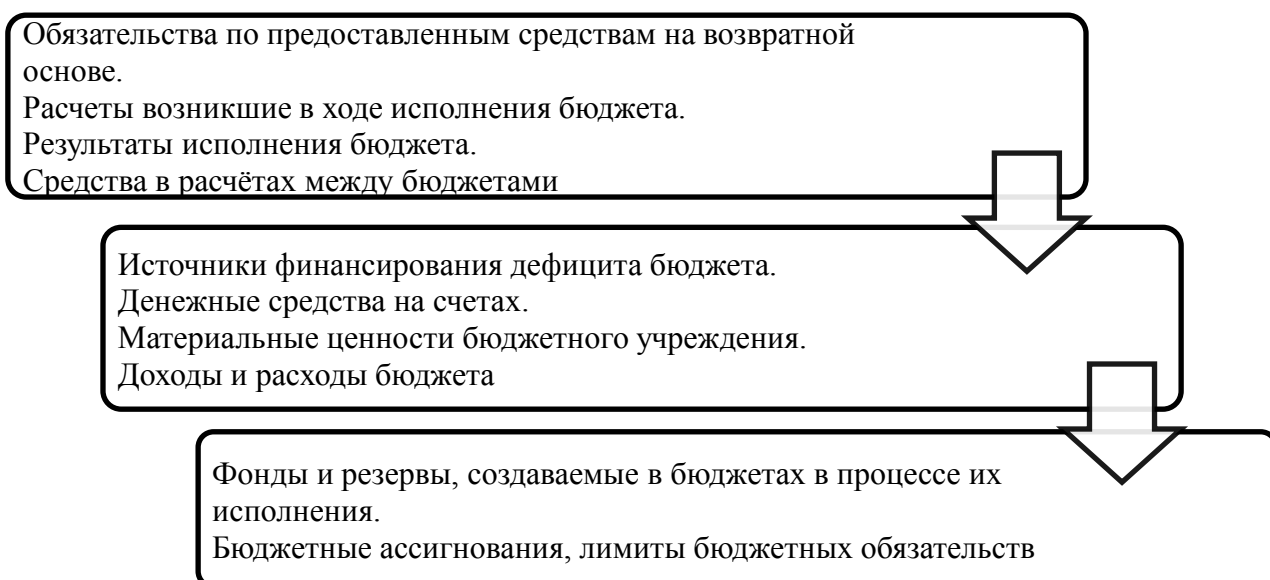 Обязательства по предоставленным средствам на возвратной
основе.
Расчеты возникшие в ходе исполнения бюджета.
Результаты исполнения бюджета.
Средства в расчётах между бюджетами
Источники финансирования дефицита бюджета.
Денежные средства на счетах.
Материальные ценности бюджетного учреждения.
Доходы и расходы бюджета
Фонды и резервы, создаваемые в бюджетах в процессе их
исполнения.
Бюджетные ассигнования, лимиты бюджетных обязательств